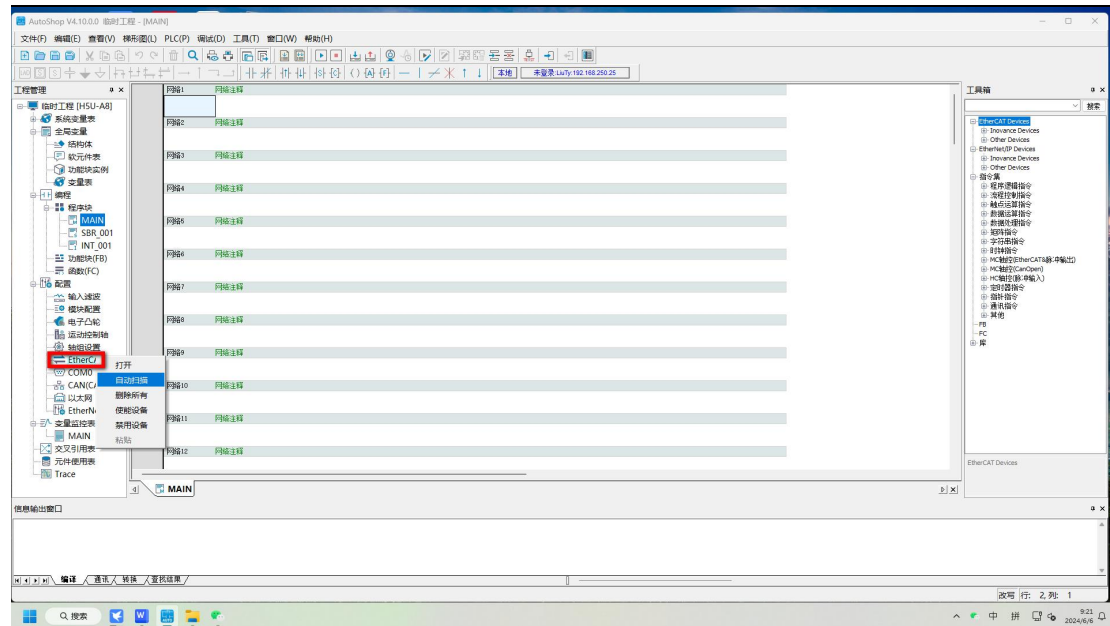 AutoShop V4.10.0.0 临时工程 - [MAIN]
文件(F) 编辑(E) 查看(V) 梯形图(L) PLC(P) 调试(D) 工具(T) 窗口(W) 帮助(H)
本地 未登录:LiuTy:192.168.250.25
工程管理
临时工程 [H5U-A8]
系统变量表
全局变量
结构体
软元件表
功能块实例
变量表
编程
程序块
MAIN
SBR_001
INT_001
功能块(FB)
函数(FC)
配置
输入滤波
模块配置
电子凸轮
运动控制轴
轴组设置
EtherCA
COM0
CAN(CA
以太网
EtherNe
变量监控表
MAIN
交叉引用表
元件使用表
Trace
打开
自动扫描
删除所有
使能设备
禁用设备
粘贴
网络1 网络注释
网络2 网络注释
网络3 网络注释
网络4 网络注释
网络5 网络注释
网络6 网络注释
网络7 网络注释
网络8 网络注释
网络9 网络注释
网络10 网络注释
网络11 网络注释
网络12 网络注释
MAIN
工具箱
搜索
EtherCAT Devices
Inovance Devices
Other Devices
EtherNet/IP Devices
Inovance Devices
Other Devices
指令集
程序逻辑指令
流程控制指令
触点运算指令
数据运算指令
数据处理指令
矩阵指令
字符串指令
时钟指令
MC轴控(EtherCAT&脉冲输出)
MC轴控(CanOpen)
HC轴控(脉冲输入)
定时器指令
指针指令
通讯指令
其他
FB
FC
库
EtherCAT Devices
信息输出窗口
编译 通讯 转换 查找结果
改写 行: 2, 列: 1
搜索
中 拼 9:21
2024/6/6